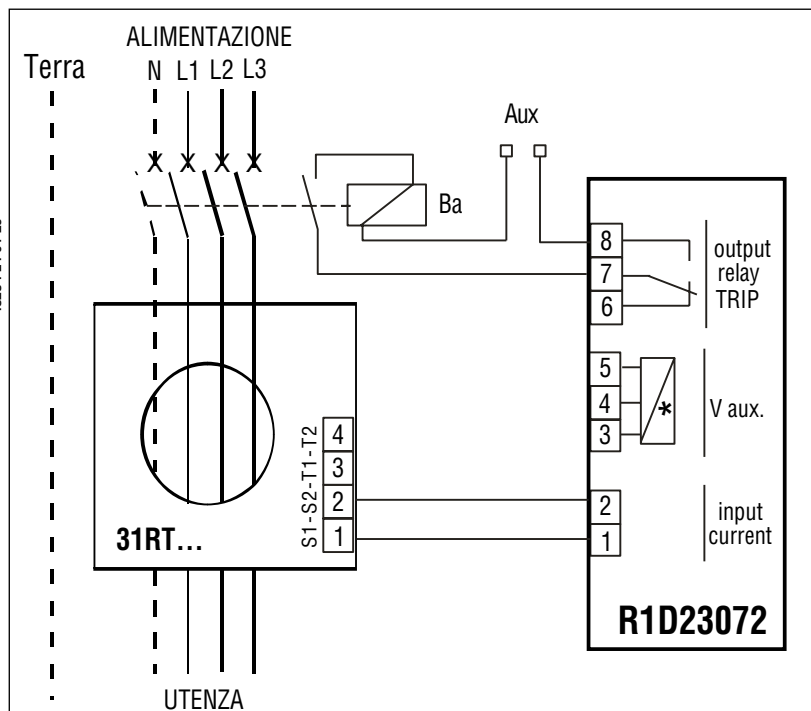 ALIMENTAZIONE
Terra
N L1 L2 L3
Aux
Ba
8
7
6
output
relay
TRIP
5
4
3
*
V aux.
2
1
input
current
R1D23072
S1-S2-T1-T2
4
3
2
1
31RT...
UTENZA